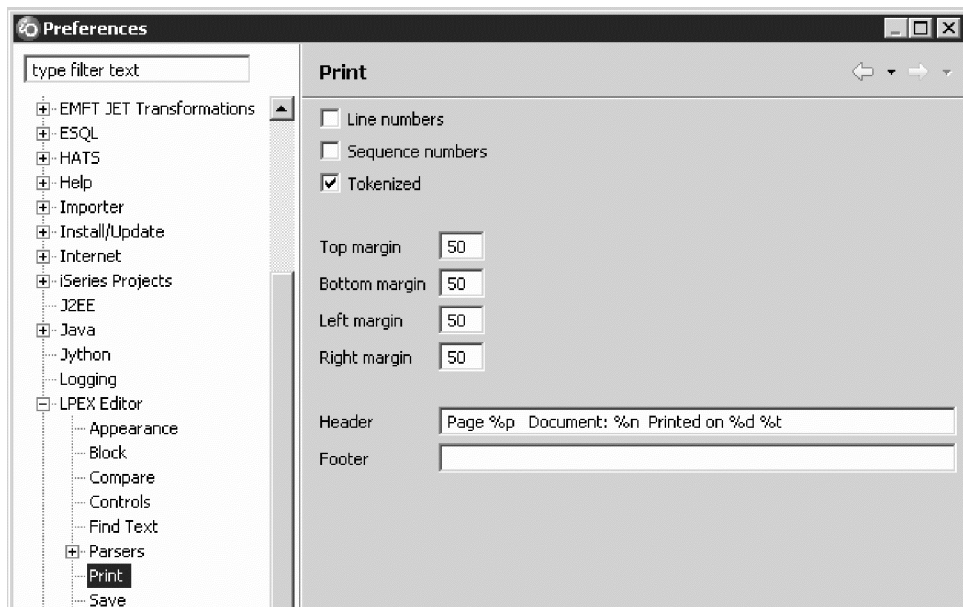 Preferences
type filter text
EMFT JET Transformations
ESQL
HATS
Help
Importer
Install/Update
Internet
iSeries Projects
J2EE
Java
Jython
Logging
LPEX Editor
Appearance
Block
Compare
Controls
Find Text
Parsers
Print
Save
Print
Line numbers
Sequence numbers
Tokenized
Top margin 50
Bottom margin 50
Left margin 50
Right margin 50
Header Page %p Document: %n Printed on %d %t
Footer